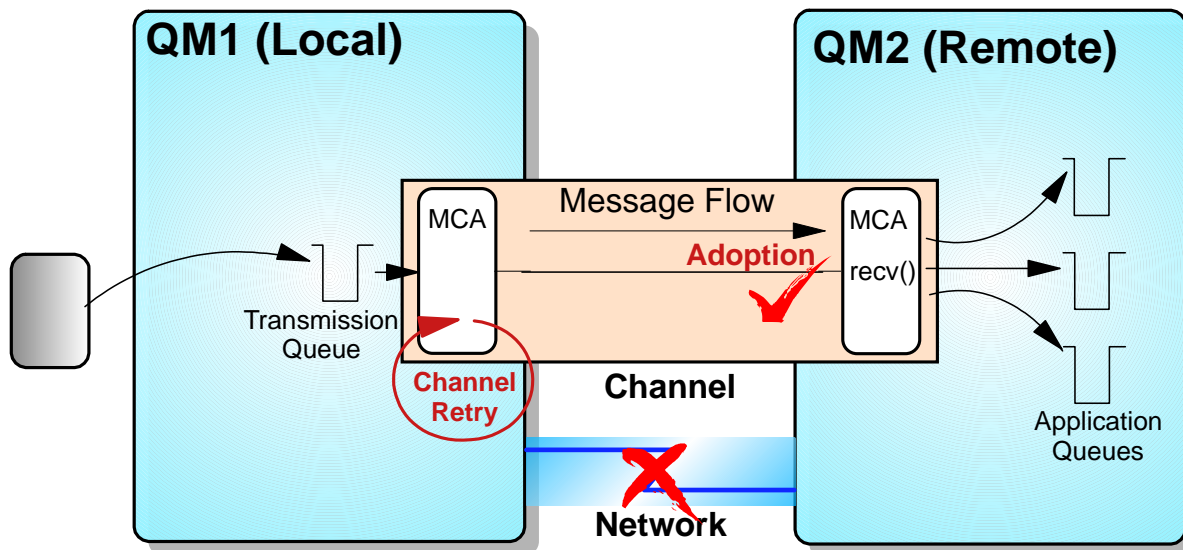 QM1 (Local)
QM2 (Remote)
Message Flow
MCA
MCA
Adoption
recv()
Transmission
Queue
Channel
Retry
Channel
Application
Queues
Network